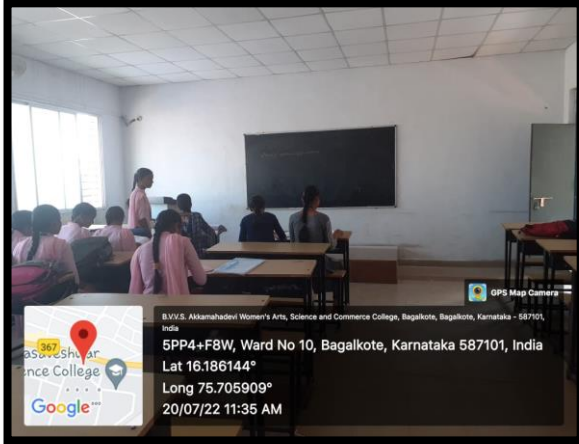 GPS Map Camera
B.V.V.S. Akkamahadevi Women's Arts, Science and Commerce College, Bagalkote, Bagalkote, Karnataka - 587101,
India
5PP4+F8W, Ward No 10, Bagalkote, Karnataka 587101, India
Lat 16.186144°
Long 75.705909°
20/07/22 11:35 AM
367
ence College
Google